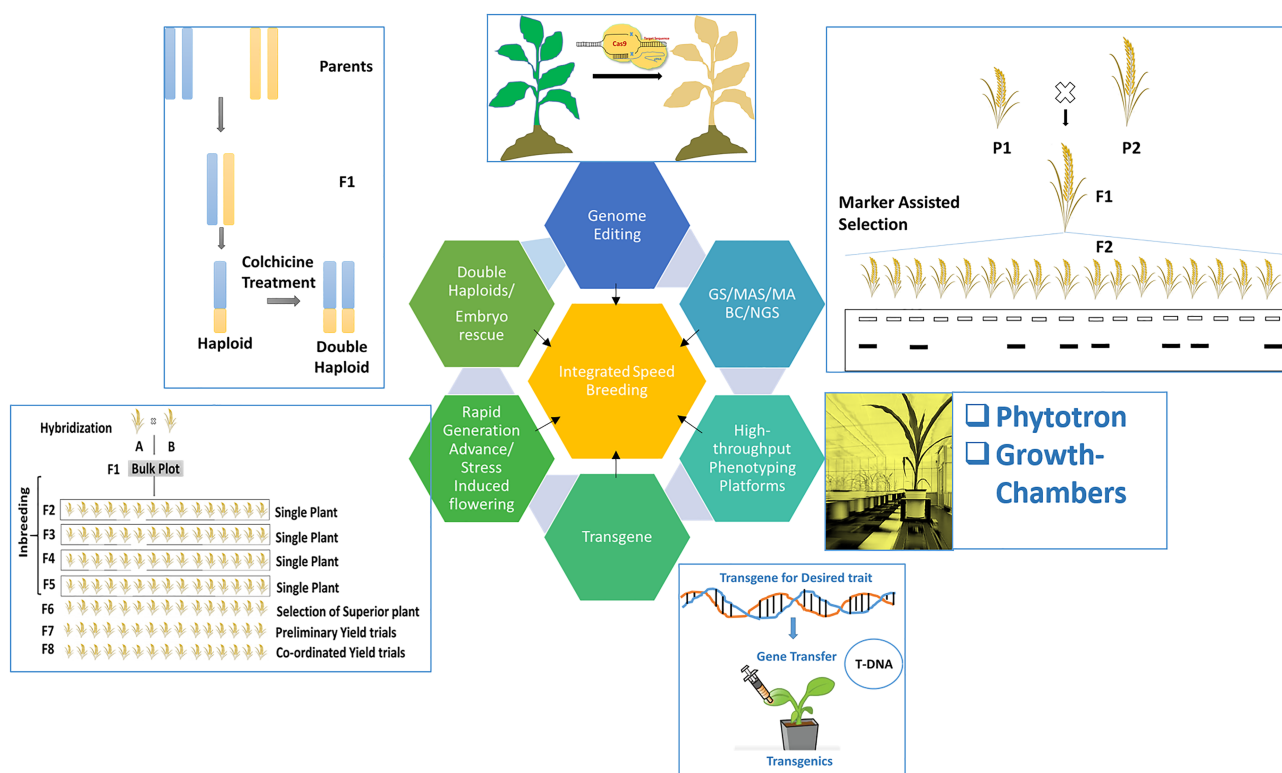 Parents
F1
Colchicine
Treatment
Haploid
Double
Haploid
Target Sequence
Cas9
P1
P2
F1
Marker Assisted
Selection
F2
Genome
Editing
Double
Haploids/
Embryo
rescue
GS/MAS/MA
BC/NGS
Integrated Speed
Breeding
Rapid
Generation
Advance/
Stress
Induced
flowering
High-
throughput
Phenotyping
Platforms
Transgene
Hybridization
A
B
F1
Bulk Plot
Inbreeding
F2
Single Plant
F3
Single Plant
F4
Single Plant
F5
Single Plant
F6
Selection of Superior plant
F7
Preliminary Yield trials
F8
Co-ordinated Yield trials
Phytotron
Growth-
Chambers
Transgene for Desired trait
Gene Transfer
T-DNA
Transgenics